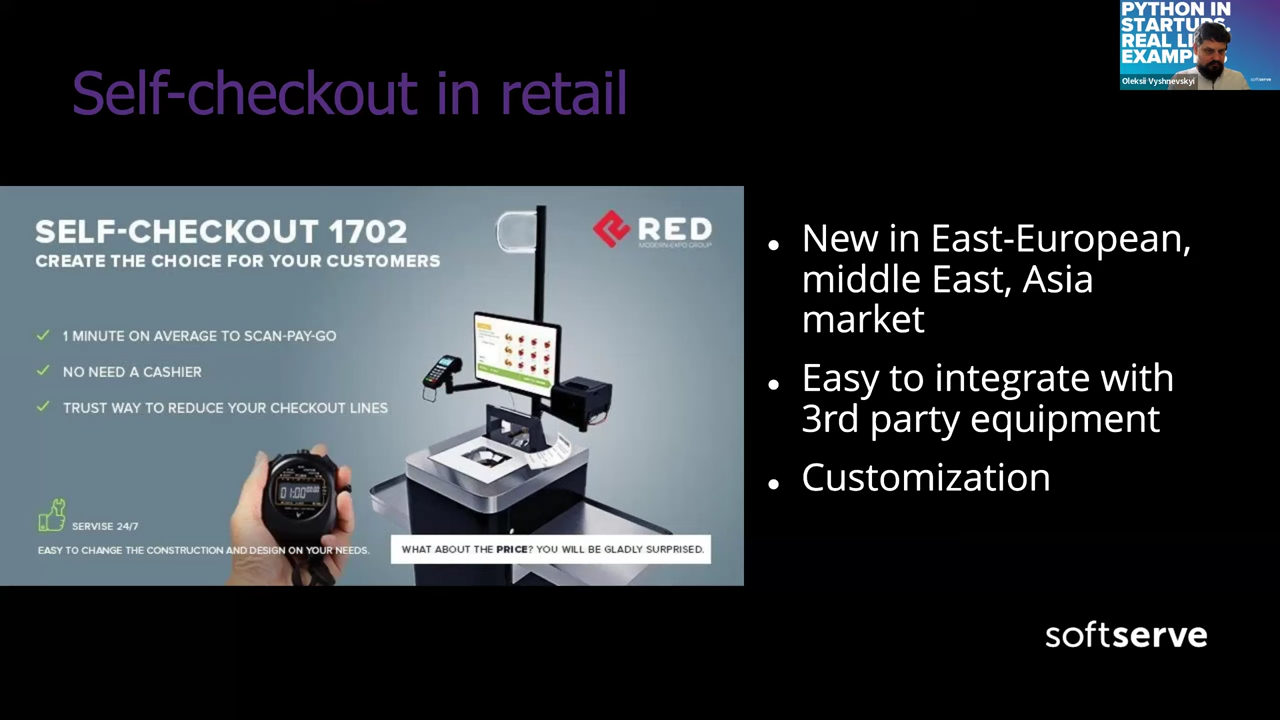 PYTHON IN
STARTUPS.
REAL
Oleksii Vyshnevskyi
softserve
Self-checkout in retail
SELF-CHECKOUT 1702
CREATE THE CHOICE FOR YOUR CUSTOMERS
RED
MODERN-EXPO GROUP
1 MINUTE ON AVERAGE TO SCAN-PAY-GO
NO NEED A CASHIER
TRUST WAY TO REDUCE YOUR CHECKOUT LINES
01:00
SERVISE 24/7
EASY TO CHANGE THE CONSTRUCTION AND DESIGN ON YOUR NEEDS.
WHAT ABOUT THE PRICE? YOU WILL BE GLADLY SURPRISED.
• New in East-European,
middle East, Asia
market
• Easy to integrate with
3rd party equipment
• Customization
softserve